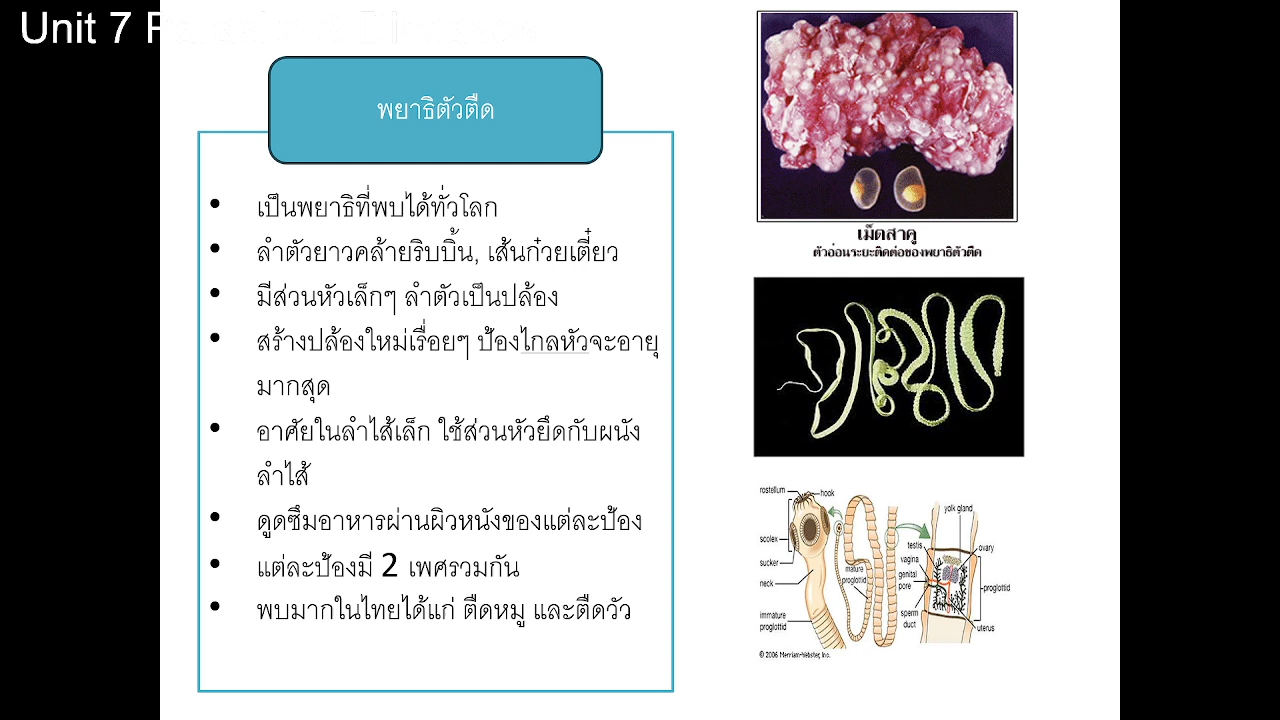 Unit 7
พยาธิตัวตืด
• เป็นพยาธิที่พบได้ทั่วโลก
• ลำตัวยาวคล้ายริบบิ้น, เส้นก๋วยเตี๋ยว
• มีส่วนหัวเล็กๆ ลำตัวเป็นปล้อง
• สร้างปล้องใหม่เรื่อยๆ ป้องไกลหัวจะอายุ
มากสุด
• อาศัยในลำไส้เล็ก ใช้ส่วนหัวยึดกับผนัง
ลำไส้
• ดูดซึมอาหารผ่านผิวหนังของแต่ละป้อง
• แต่ละป้องมี 2 เพศรวมกัน
• พบมากในไทยได้แก่ ตืดหมู และตืดวัว
เม็ดสาคู
ตัวอ่อนระยะติดต่อของพยาธิตัวตืด
rostellum
hook
scolex
sucker
neck
immature
proglottid
mature
proglottid
yolk gland
testis
ovary
vagina
genital
pore
proglottid
sperm
duct
uterus
© 2006 Merriam-Webster, Inc.